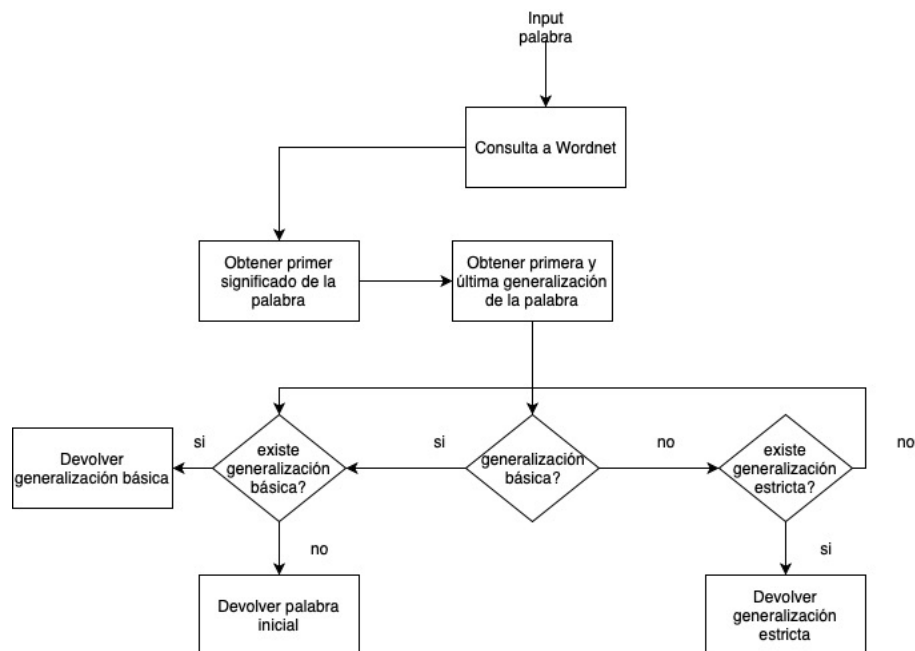 Input
palabra
Consulta a Wordnet
Obtener primer
significado de la
palabra
Obtener primera y
última generalización
de la palabra
Devolver
generalización básica
si
existe
generalización
básica?
si
generalización
básica?
no
existe
generalización
estricta?
no
no
si
Devolver palabra
inicial
Devolver
generalización
estricta